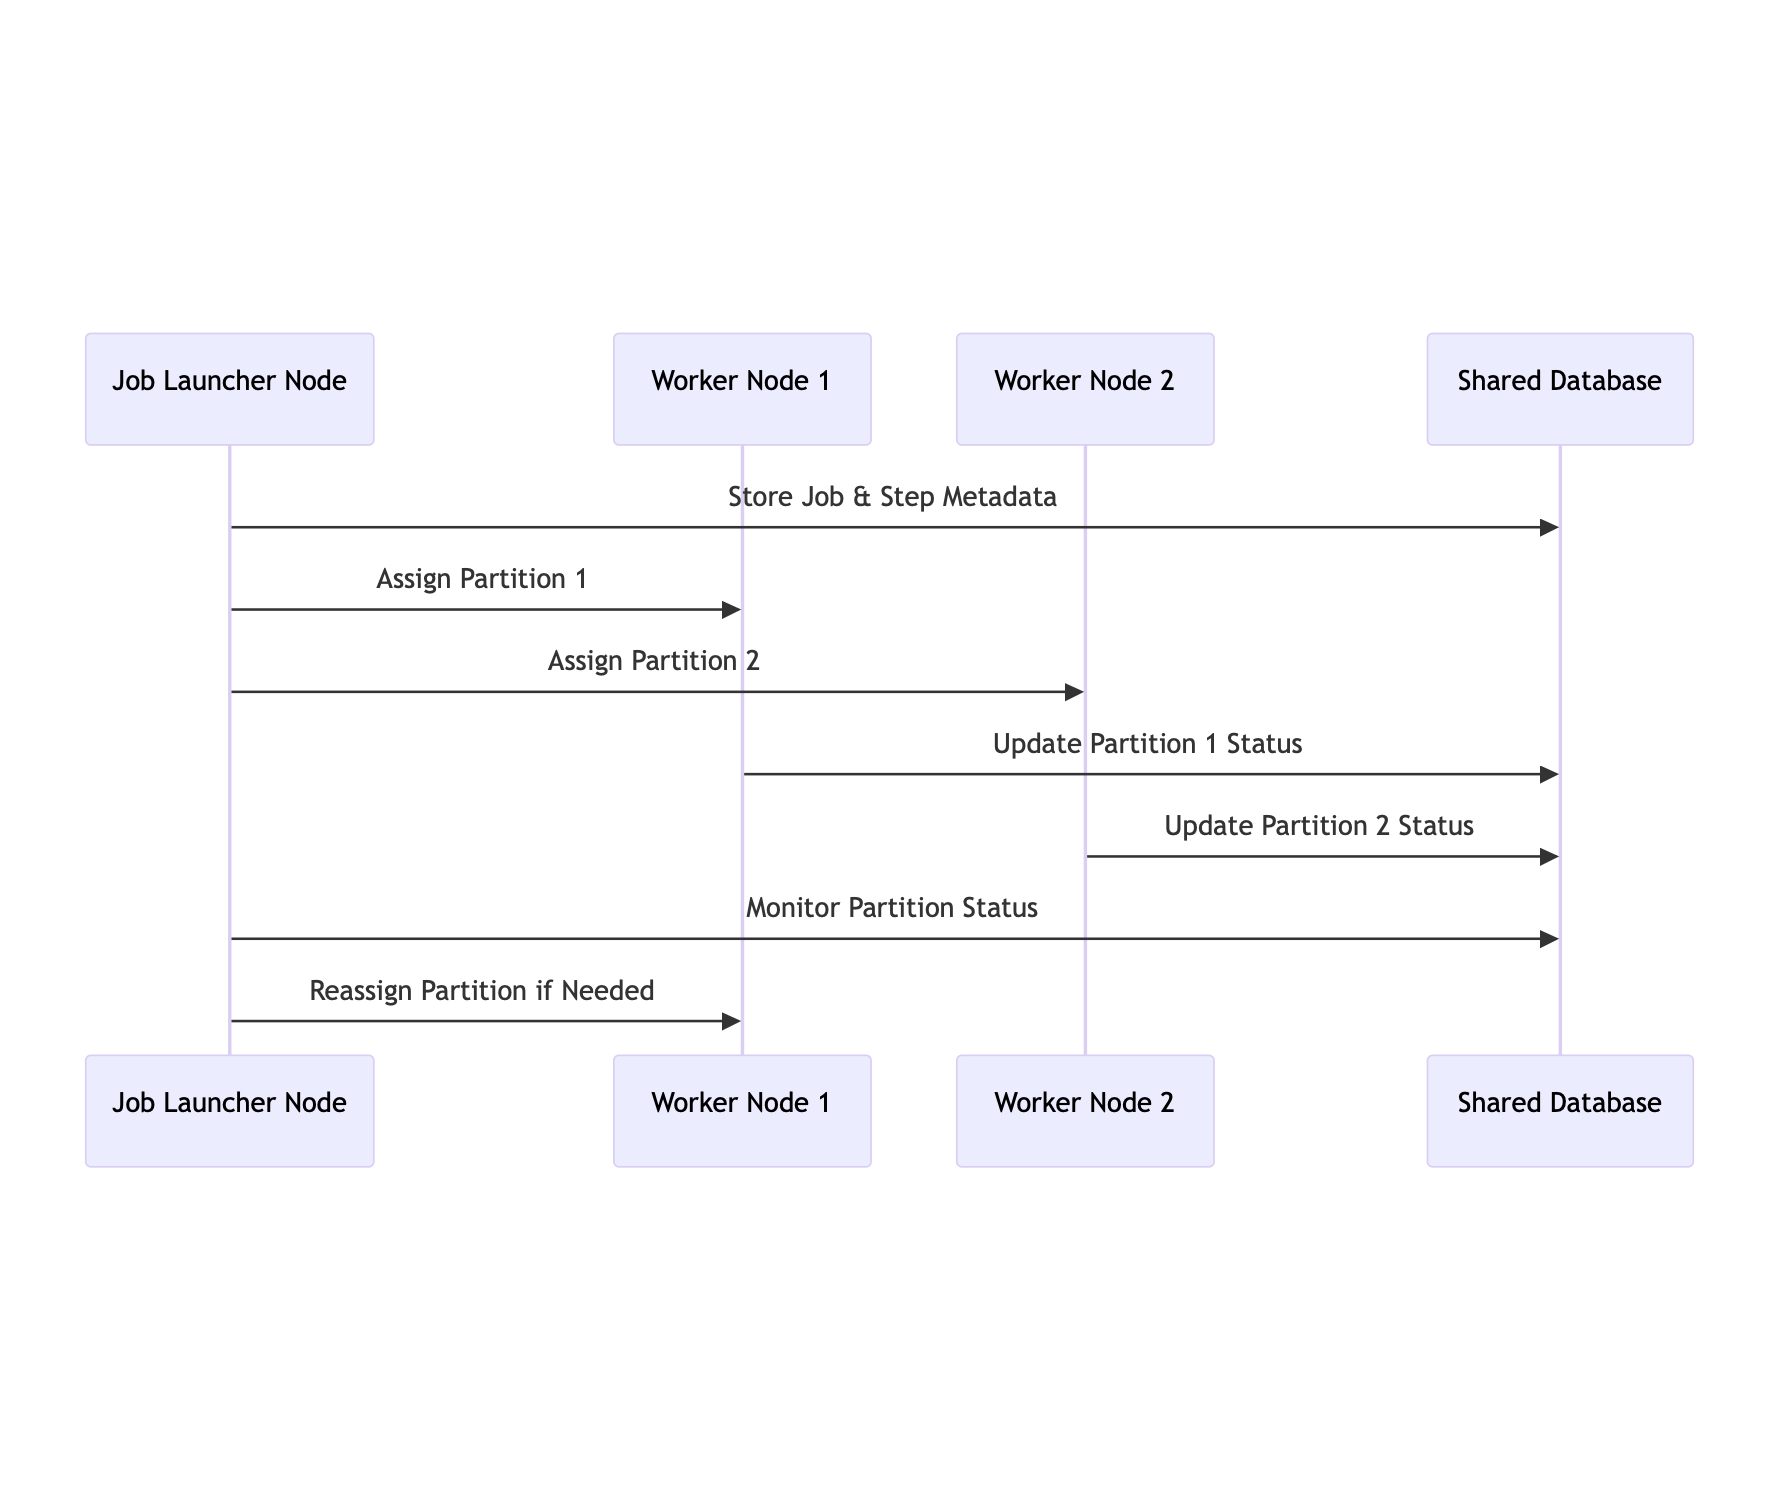 Job Launcher Node
Worker Node 1
Worker Node 2
Shared Database
Store Job & Step Metadata
Assign Partition 1
Assign Partition 2
Update Partition 1 Status
Update Partition 2 Status
Monitor Partition Status
Reassign Partition if Needed
Job Launcher Node
Worker Node 1
Worker Node 2
Shared Database